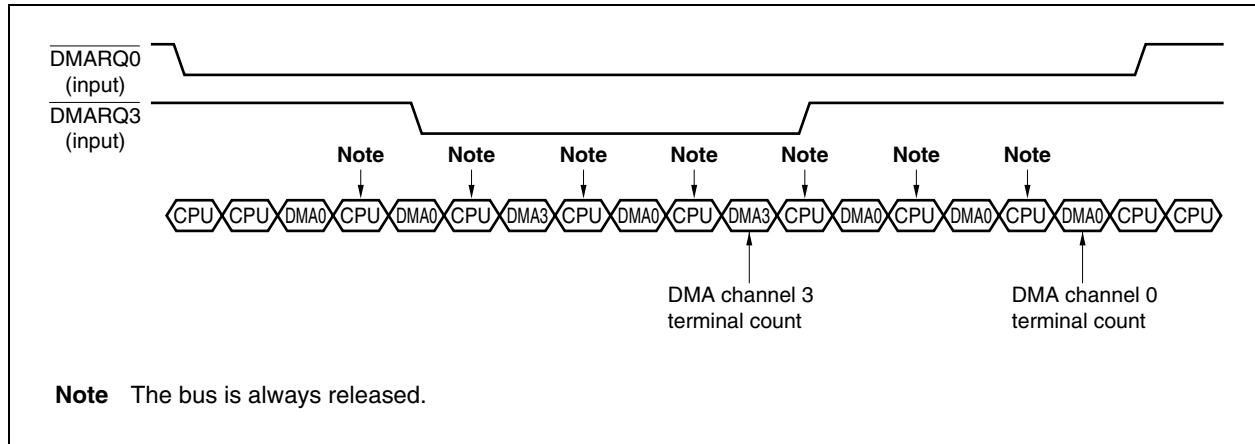 DMARQ0
(input)
DMARQ3
(input)
Note Note Note Note Note Note Note
CPU CPU DMA0 CPU DMA0 CPU DMA3 CPU DMA0 CPU DMA3 CPU DMA0 CPU DMA0 CPU DMA0 CPU CPU
DMA channel 3
terminal count
DMA channel 0
terminal count
Note The bus is always released.